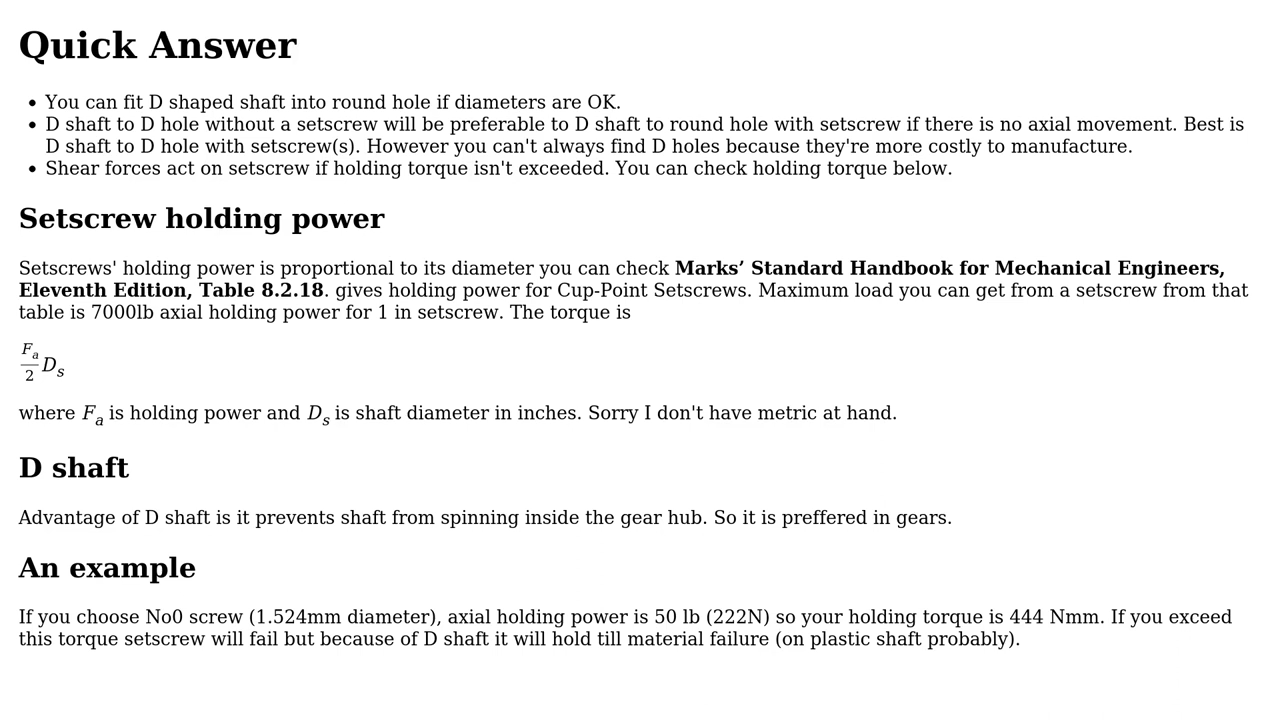 Quick Answer
• You can fit D shaped shaft into round hole if diameters are OK.
• D shaft to D hole without a setscrew will be preferable to D shaft to round hole with setscrew if there is no axial movement. Best is
D shaft to D hole with setscrew(s). However you can't always find D holes because they're more costly to manufacture.
• Shear forces act on setscrew if holding torque isn't exceeded. You can check holding torque below.
Setscrew holding power
Setscrews' holding power is proportional to its diameter you can check Marks’ Standard Handbook for Mechanical Engineers,
Eleventh Edition, Table 8.2.18. gives holding power for Cup-Point Setscrews. Maximum load you can get from a setscrew from that
table is 7000lb axial holding power for 1 in setscrew. The torque is
\frac{F_a}{2} D_s
where F_a is holding power and D_s is shaft diameter in inches. Sorry I don't have metric at hand.
D shaft
Advantage of D shaft is it prevents shaft from spinning inside the gear hub. So it is preffered in gears.
An example
If you choose No0 screw (1.524mm diameter), axial holding power is 50 lb (222N) so your holding torque is 444 Nmm. If you exceed
this torque setscrew will fail but because of D shaft it will hold till material failure (on plastic shaft probably).